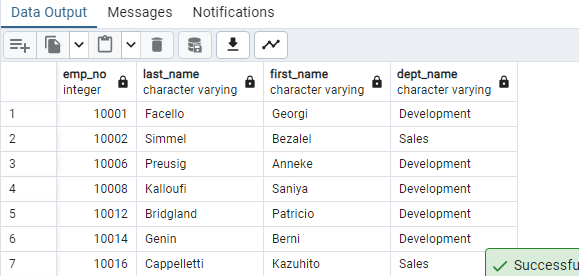 Data Output Messages Notifications
emp_no last_name first_name dept_name
integer character varying character varying character varying
1 10001 Facello Georgi Development
2 10002 Simmel Bezalel Sales
3 10006 Preusig Anneke Development
4 10008 Kalloufi Saniya Development
5 10012 Bridgland Patricio Development
6 10014 Genin Berni Development
7 10016 Cappelletti Kazuhito Sales
Successfu